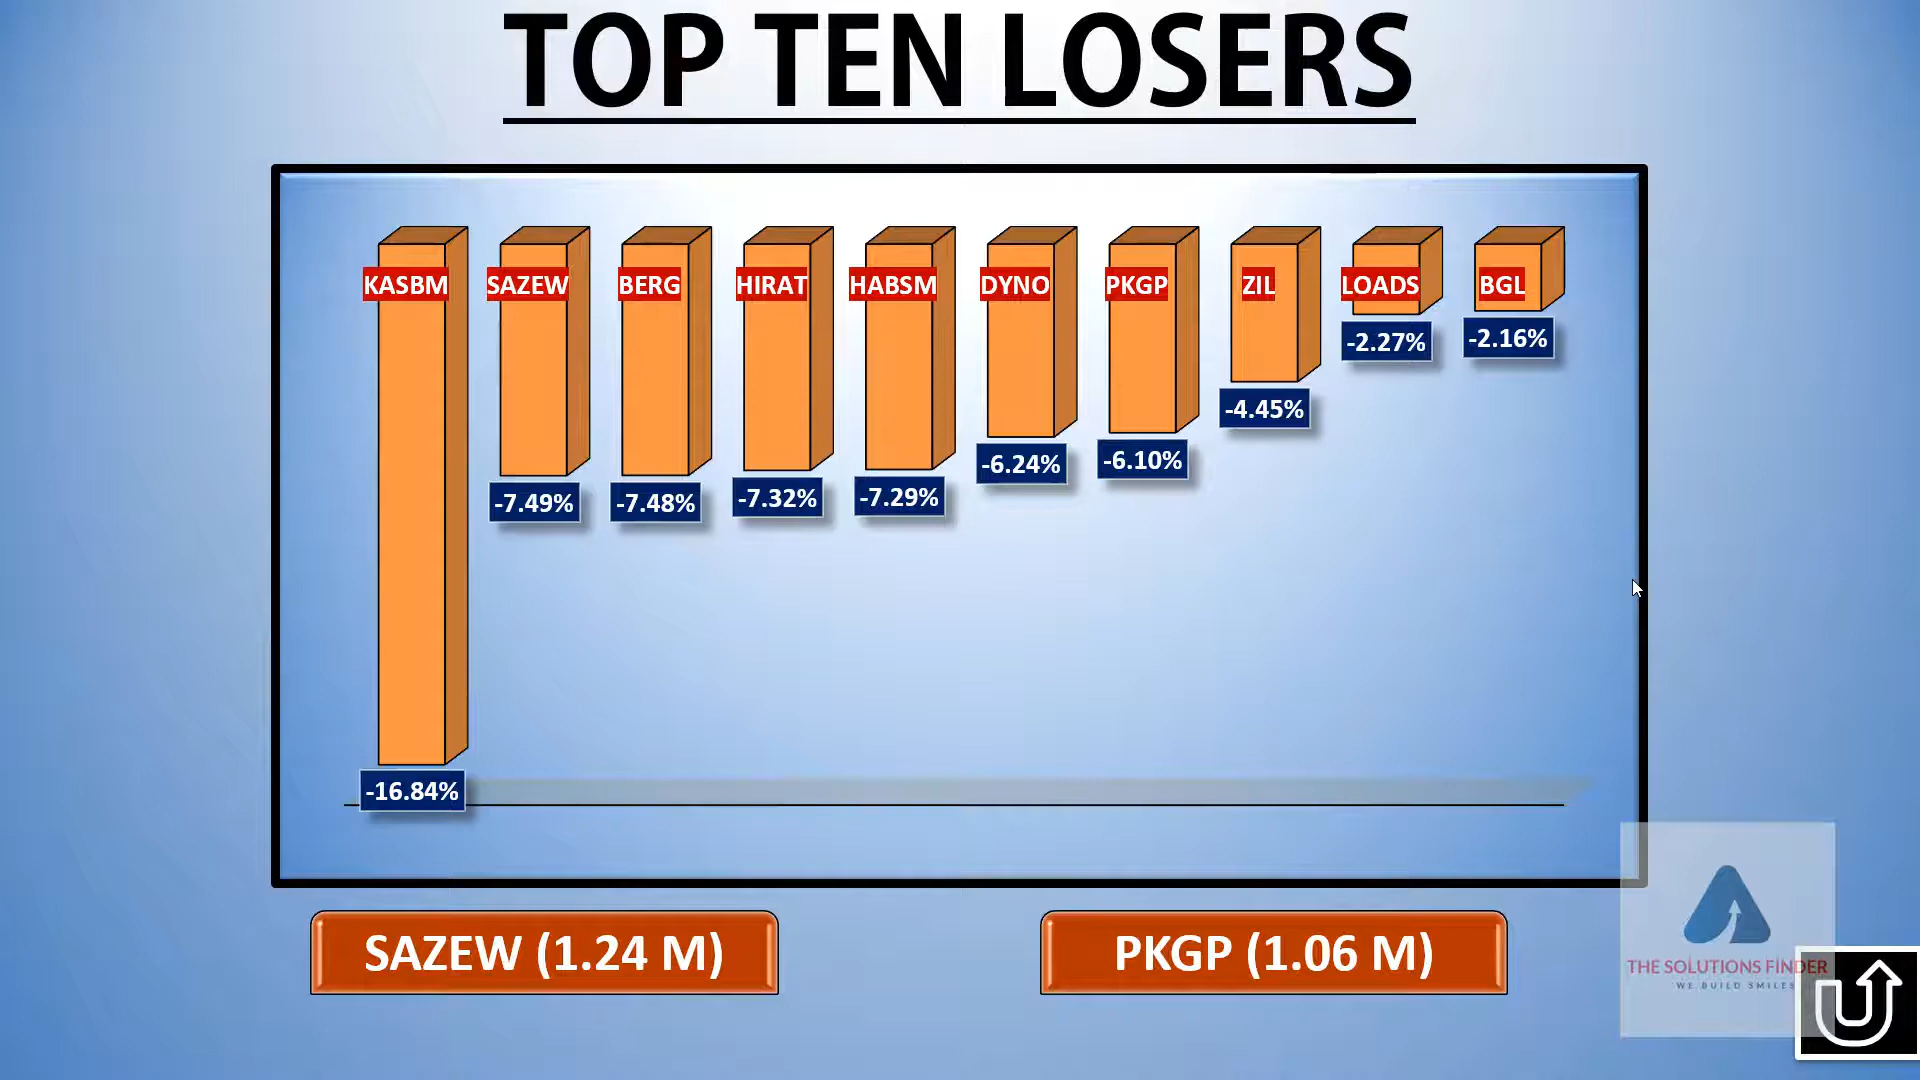 TOP TEN LOSERS
KASBM SAZEW BERG HIRAT HABSM DYNO PKGP ZIL LOADS BGL
-16.84% -7.49% -7.48% -7.32% -7.29% -6.24% -6.10% -4.45% -2.27% -2.16%
SAZEW (1.24 M) PKGP (1.06 M)
THE SOLUTIONS FINDER
WE BUILD SMILES